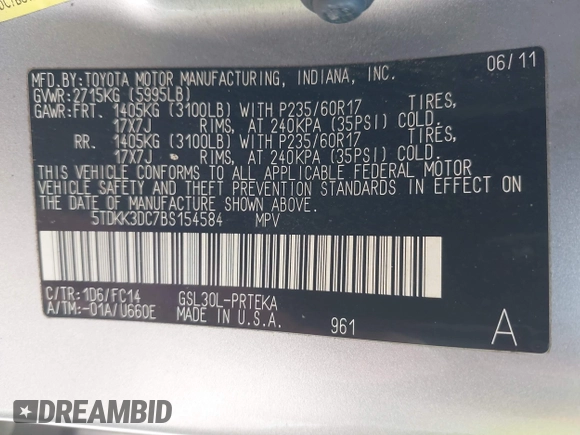 MFD.BY:TOYOTA MOTOR MANUFACTURING, INDIANA, INC. 06/11
GVWR:2715KG (5995LB)
GAWR:FRT. 1405KG (3100LB) WITH P235/60R17 TIRES,
17X7J RIMS, AT 240KPA (35PSI) COLD.
RR. 1405KG (3100LB) WITH P235/60R17 TIRES,
17X7J RIMS, AT 240KPA (35PSI) COLD.
THIS VEHICLE CONFORMS TO ALL APPLICABLE FEDERAL MOTOR
VEHICLE SAFETY AND THEFT PREVENTION STANDARDS IN EFFECT ON
THE DATE OF MANUFACTURE SHOWN ABOVE.
5TDKK3DC7BS154584 MPV
C/TR:1D6/FC14 GSL30L-PRTEKA
A/TM:-01A/U660E MADE IN U.S.A. 961 A
DREAMBID